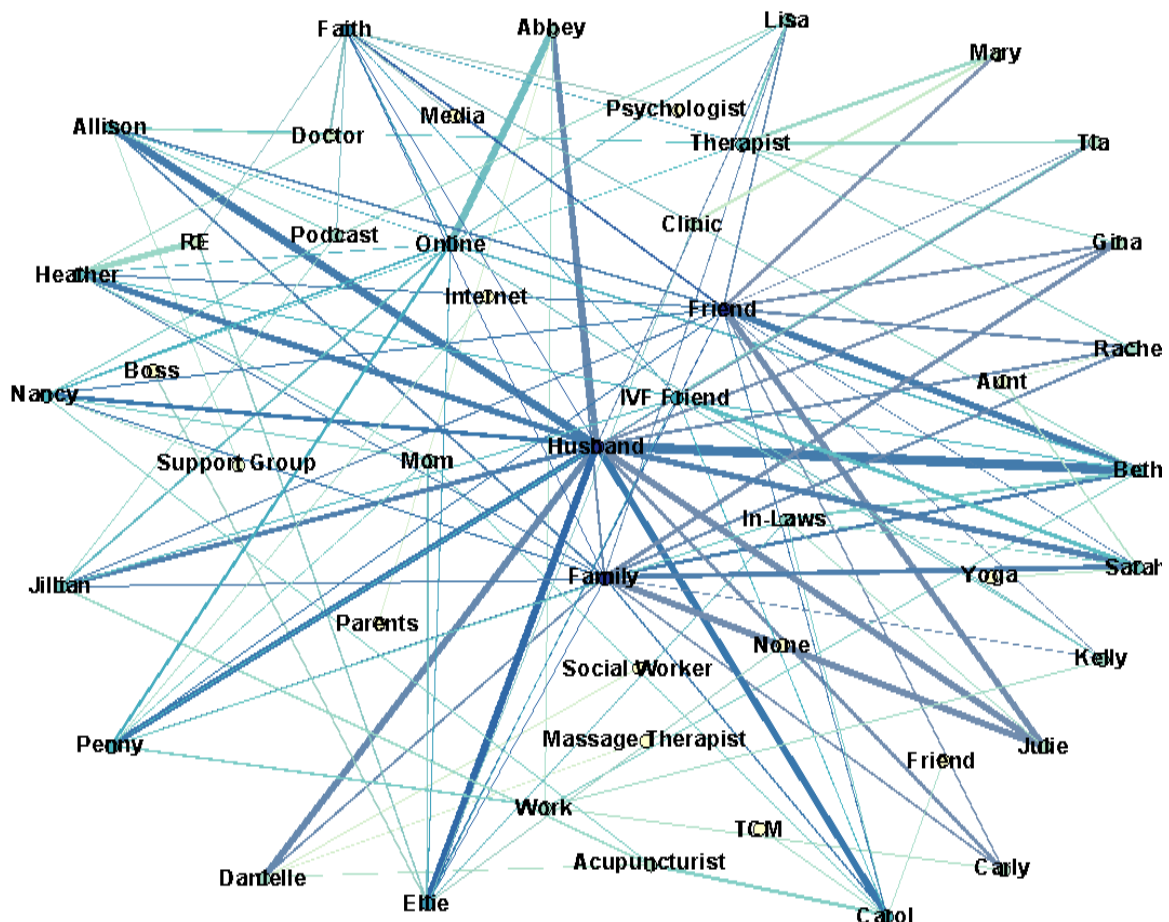 Faith
Abbey
Lisa
Mary
Media
Psychologist
Allison
Doctor
Therapist
Tia
Clinic
RE
Podcast
Online
Gina
Heather
Internet
Friend
Rache
Boss
Aunt
Nancy
IVF Friend
Husband
Support Group
Mom
Beth
In-Laws
Jillian
Family
Yoga
Sarah
Parents
None
Social Worker
Kelly
Penny
Massage Therapist
Julie
Friend
Work
TCM
Danielle
Acupuncturist
Carly
Ellie
Carol